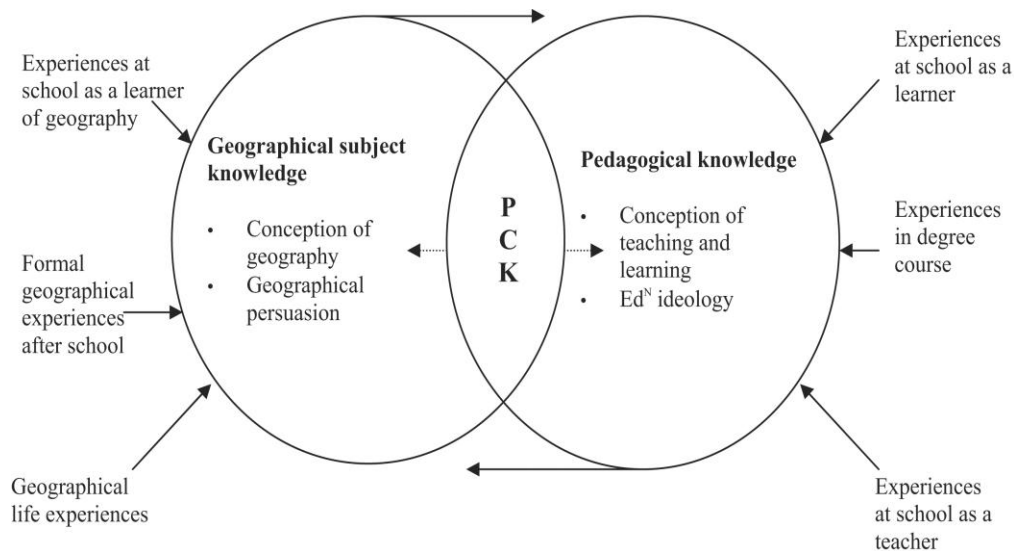 Experiences at
school as a learner
of geography
Formal
geographical
experiences
after school
Geographical
life experiences
Geographical subject
knowledge
• Conception of
geography
• Geographical
persuasion
P
C
K
Pedagogical knowledge
• Conception of
teaching and
learning
• Edᴺ ideology
Experiences
at school as a
learner
Experiences
in degree
course
Experiences
at school as a
teacher